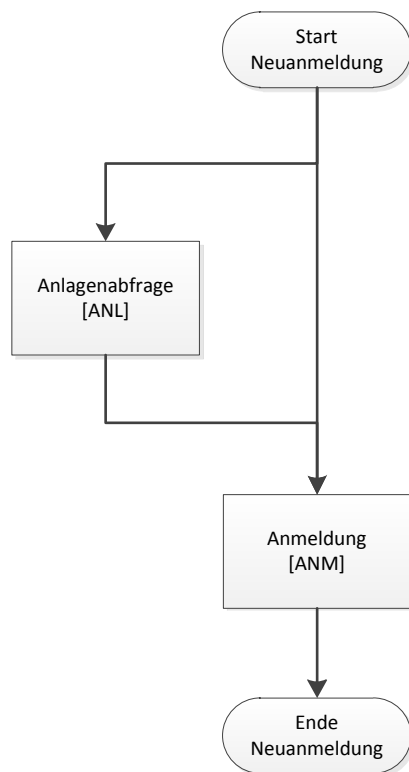 Start
Neuanmeldung
Anlagenabfrage
[ANL]
Anmeldung
[ANM]
Ende
Neuanmeldung